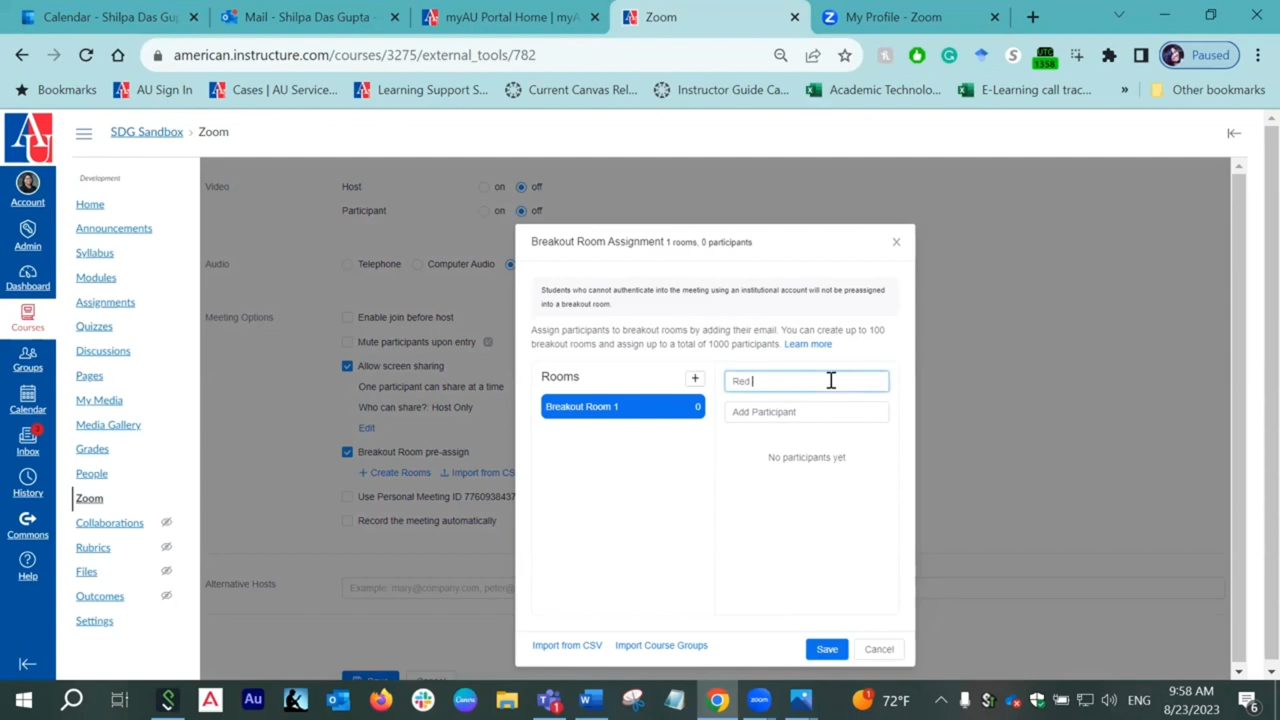 Calendar - Shilpa Das Gu
Mail - Shilpa Das Gupta
myAU Portal Home | myA
Zoom
My Profile - Zoom
american.instructure.com/courses/3275/external_tools/782
UTC
1358
Paused
Bookmarks
AU Sign In
Cases | AU Service...
Learning Support S...
Current Canvas Rel...
Instructor Guide Ca...
Academic Technolo...
E-Learning call trac...
»
Other bookmarks
AU
SDG Sandbox › Zoom
Account
Admin
Dashboard
Courses
Groups
Calendar
Inbox
History
Commons
Help
Development
Home
Announcements
Syllabus
Modules
Assignments
Quizzes
Discussions
Pages
My Media
Media Gallery
Grades
People
Zoom
Collaborations
Rubrics
Files
Outcomes
Settings
Video
Host
on
off
Participant
on
off
Audio
Telephone
Computer Audio
Meeting Options
Enable join before host
Mute participants upon entry
Allow screen sharing
One participant can share at a time
Who can share?: Host Only
Edit
Breakout Room pre-assign
+ Create Rooms
Import from CS
Use Personal Meeting ID 7760938437
Record the meeting automatically
Alternative Hosts
Example: mary@company.com, peter@
Breakout Room Assignment 1 rooms, 0 participants
Students who cannot authenticate into the meeting using an institutional account will not be preassigned
into a breakout room.
Assign participants to breakout rooms by adding their email. You can create up to 100
breakout rooms and assign up to a total of 1000 participants. Learn more
Rooms
+
Breakout Room 1
0
Red
Add Participant
No participants yet
Import from CSV
Import Course Groups
Save
Cancel
72°F
ENG
9:58 AM
8/23/2023